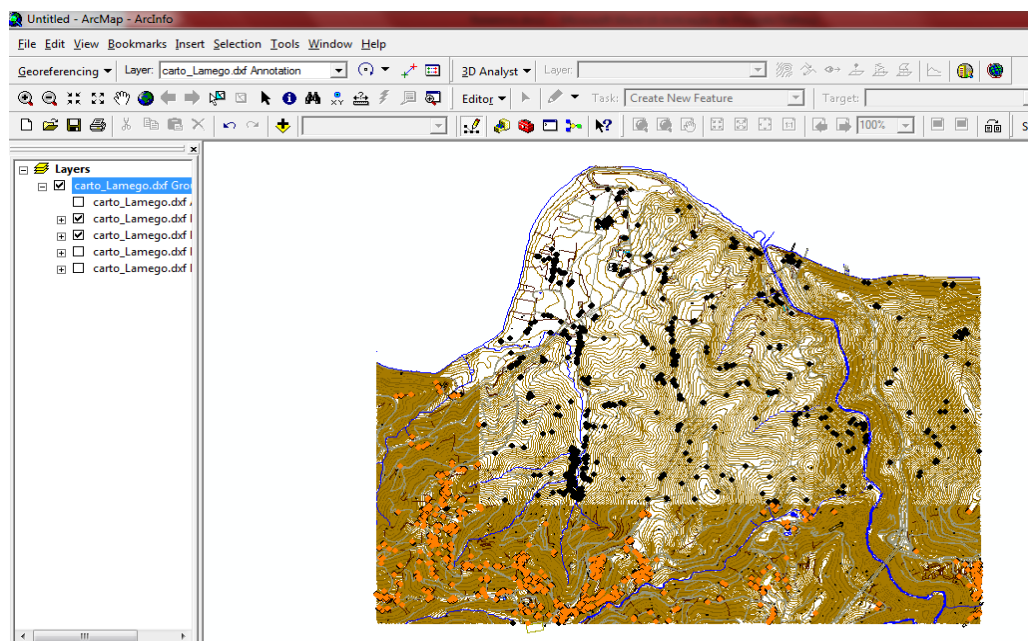 Untitled - ArcMap - ArcInfo
File Edit View Bookmarks Insert Selection Tools Window Help
Georeferencing Layer: carto_Lamego.dxf Annotation 3D Analyst Layer:
Editor Task: Create New Feature Target:
100% S
Layers
carto_Lamego.dxf Gro
carto_Lamego.dxf
carto_Lamego.dxf
carto_Lamego.dxf
carto_Lamego.dxf
carto_Lamego.dxf